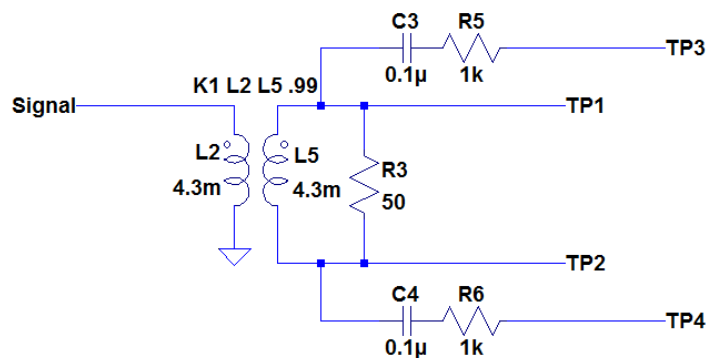 C3 R5
TP3
0.1µ 1k
K1 L2 L5 .99
Signal
TP1
L2 L5
4.3m 4.3m
R3
50
TP2
C4 R6
TP4
0.1µ 1k